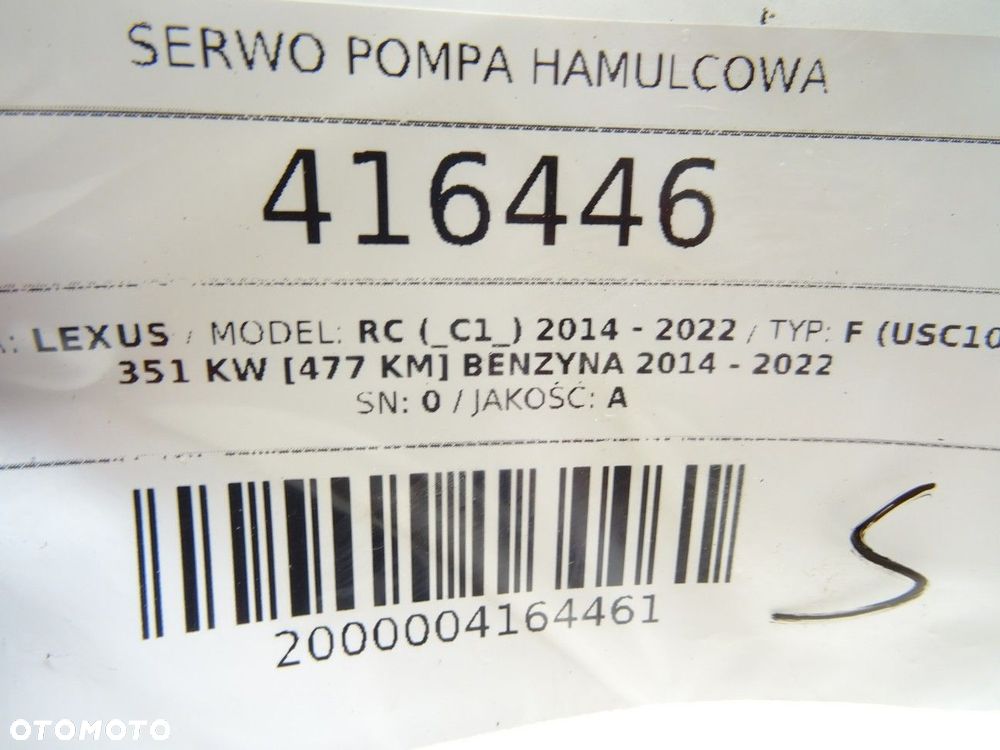 SERWO POMPA HAMULCOWA
416446
A: LEXUS / MODEL: RC (_C1_) 2014 - 2022 / TYP: F (USC10
351 KW [477 KM] BENZYNA 2014 - 2022
SN: 0 / JAKOŚĆ: A
2000004164461
S
OTOMOTO